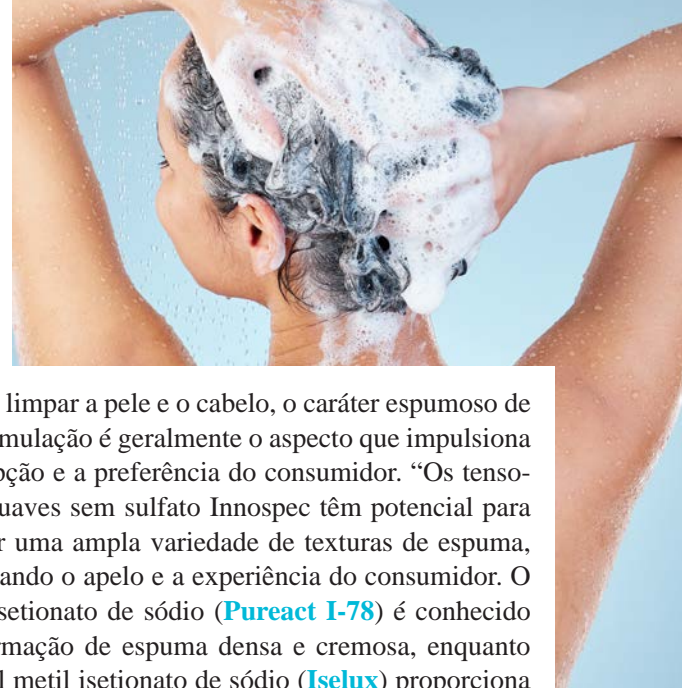 limpar a pele e o cabelo, o caráter espumoso de
mulação é geralmente o aspecto que impulsiona
pção e a preferência do consumidor. “Os tenso-
uaves sem sulfato Innospec têm potencial para
r uma ampla variedade de texturas de espuma,
ando o apelo e a experiência do consumidor. O
setionato de sódio (Pureact I-78) é conhecido
rmação de espuma densa e cremosa, enquanto
l metil isetionato de sódio (Iselux) proporciona